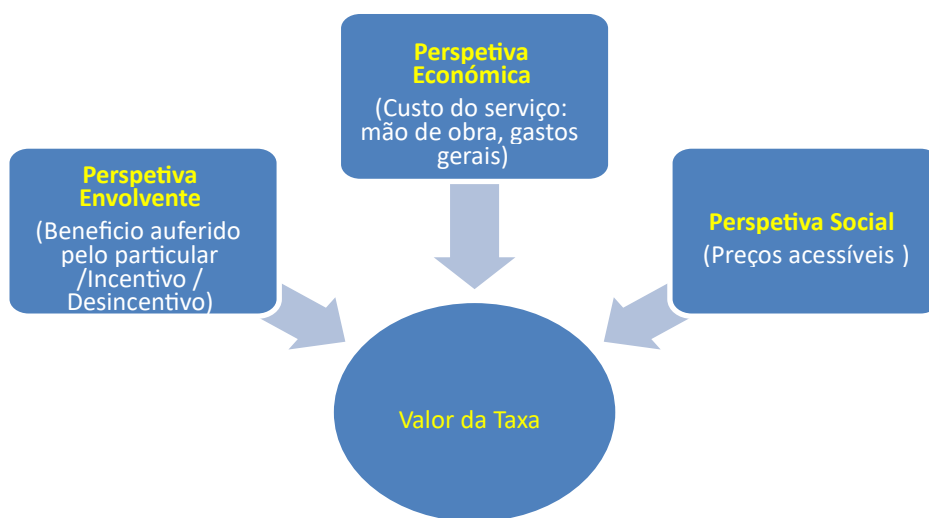 Perspetiva
Económica
(Custo do serviço:
mão de obra, gastos
gerais)
Perspetiva
Envolvente
(Beneficio auferido
pelo particular
/Incentivo /
Desincentivo)
Perspetiva Social
(Preços acessíveis )
Valor da Taxa